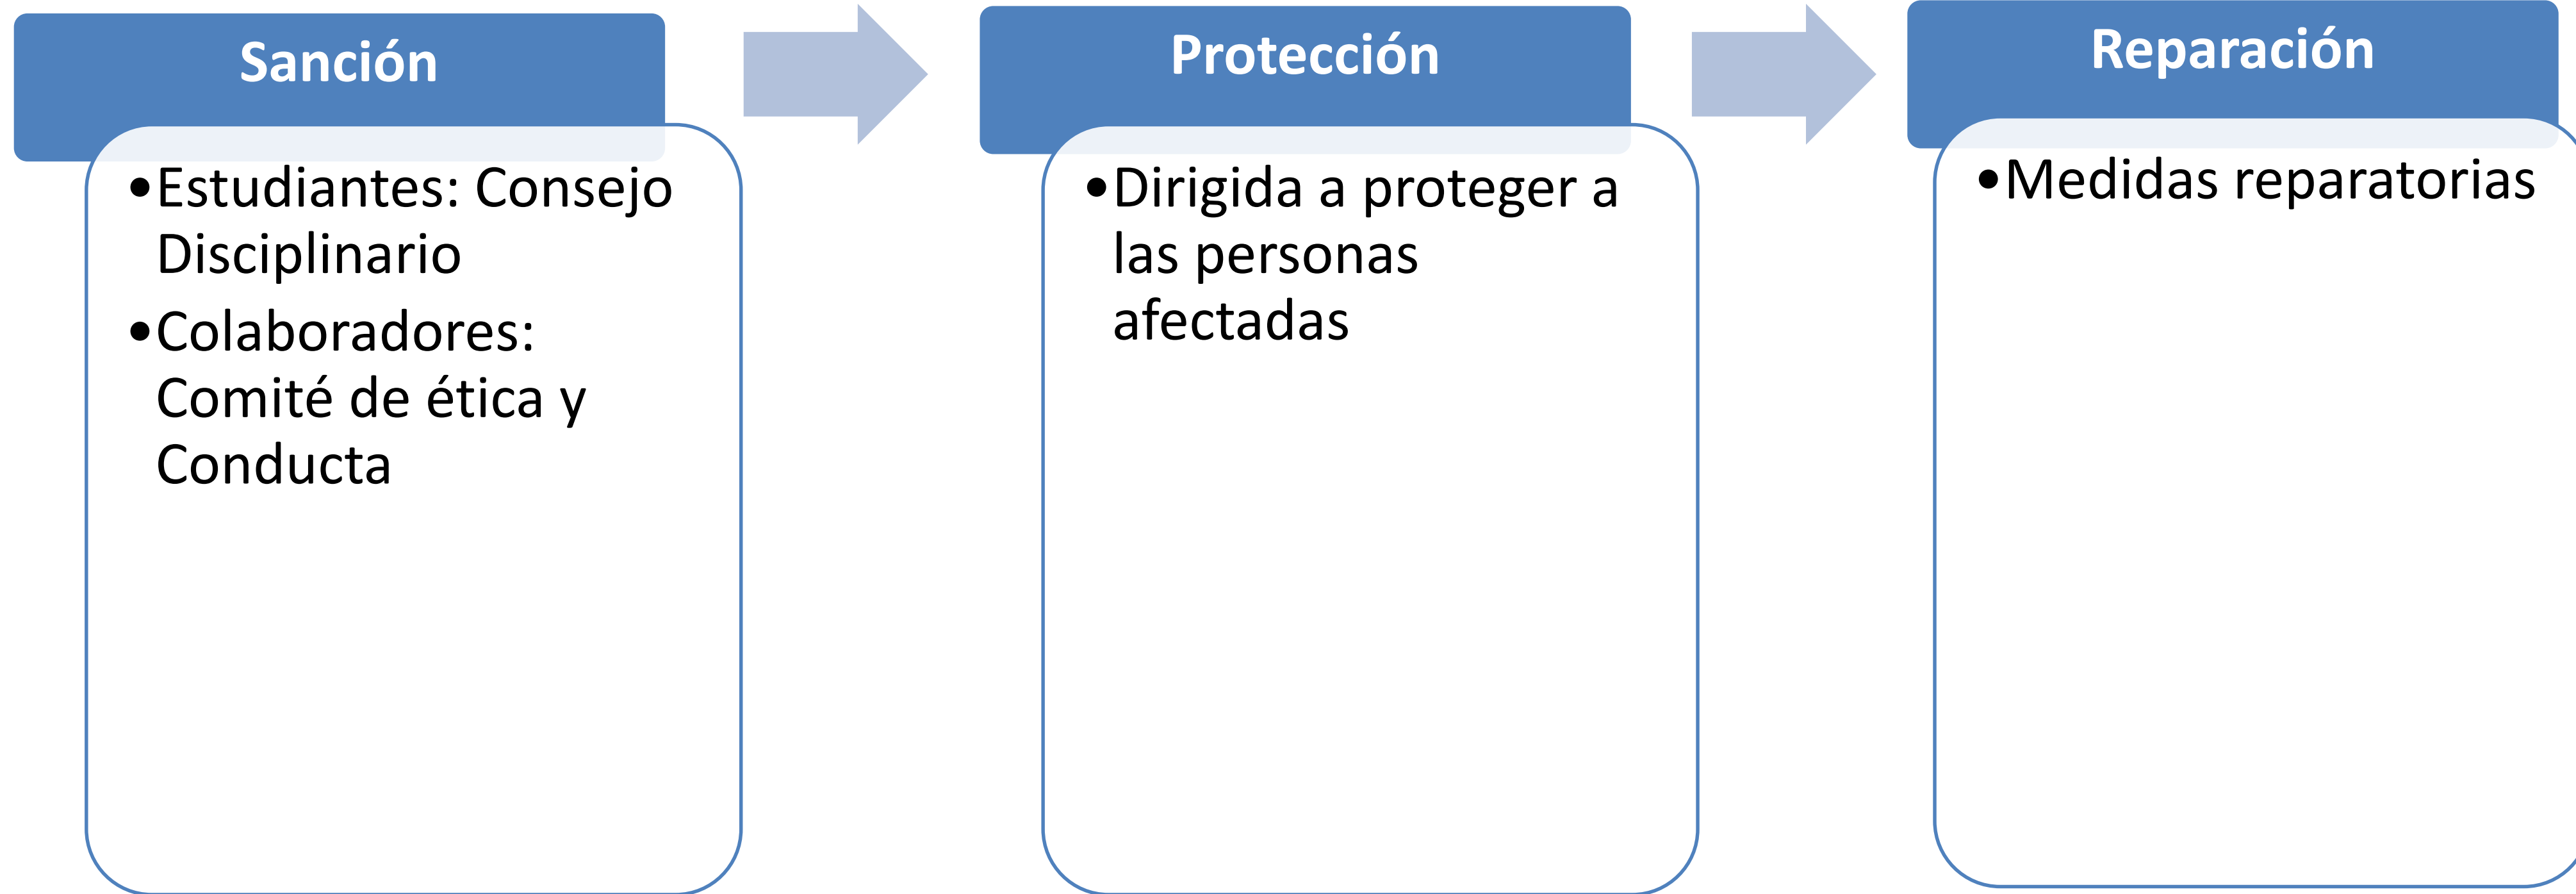 Sanción
•Estudiantes: Consejo
Disciplinario
•Colaboradores:
Comité de ética y
Conducta
Protección
•Dirigida a proteger a
las personas
afectadas
Reparación
•Medidas reparatorias